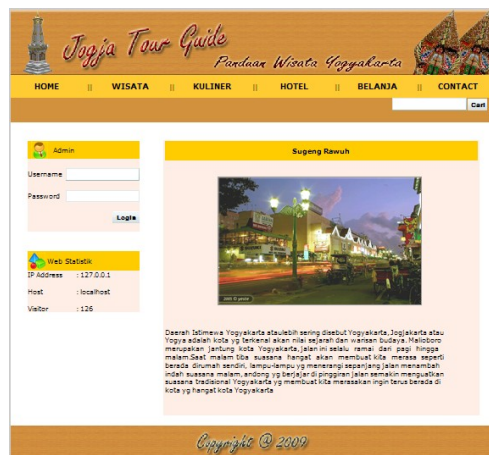 Jogja Tour Guide
Panduan Wisata Yogyakarta
HOME || WISATA || KULINER || HOTEL || BELANJA || CONTACT
Cari
Admin
Username
Password
Login
Web Statistik
IP Address : 127.0.0.1
Host : localhost
Visitor : 126
Sugeng Rawuh
Daerah Istimewa Yogyakarta ataulebih sering disebut Yogyakarta, Jogjakarta atau
Yogya adalah kota yg terkenal akan nilai sejarah dan warisan budaya. Malioboro
merupakan jantung kota Yogyakarta, jalan ini selalu ramai dari pagi hingga
malam.Saat malam tiba suasana hangat akan membuat kita merasa seperti
berada dirumah sendiri, lampu-lampu yg menerangi sepanjang jalan menambah
indah suasana malam, andong yg berjajar di pinggiran jalan semakin menguatkan
suasana tradisional Yogyakarta yg membuat kita merasakan ingin terus berada di
kota yg hangat kota Yogyakarta
Copyright @ 2009